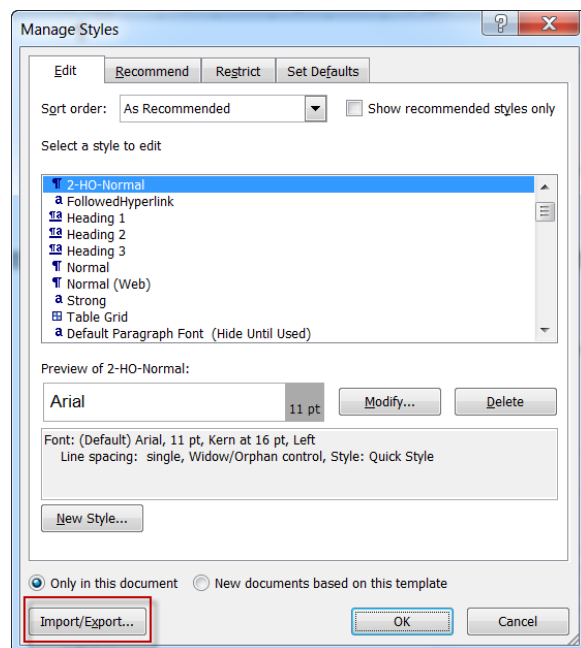 Manage Styles
Edit Recommend Restrict Set Defaults
Sort order: As Recommended Show recommended styles only
Select a style to edit
¶ 2-HO-Normal
a FollowedHyperlink
¶a Heading 1
¶a Heading 2
¶a Heading 3
¶ Normal
¶ Normal (Web)
a Strong
Table Grid
a Default Paragraph Font (Hide Until Used)
Preview of 2-HO-Normal:
Arial 11 pt Modify... Delete
Font: (Default) Arial, 11 pt, Kern at 16 pt, Left
Line spacing: single, Widow/Orphan control, Style: Quick Style
New Style...
Only in this document New documents based on this template
Import/Export... OK Cancel